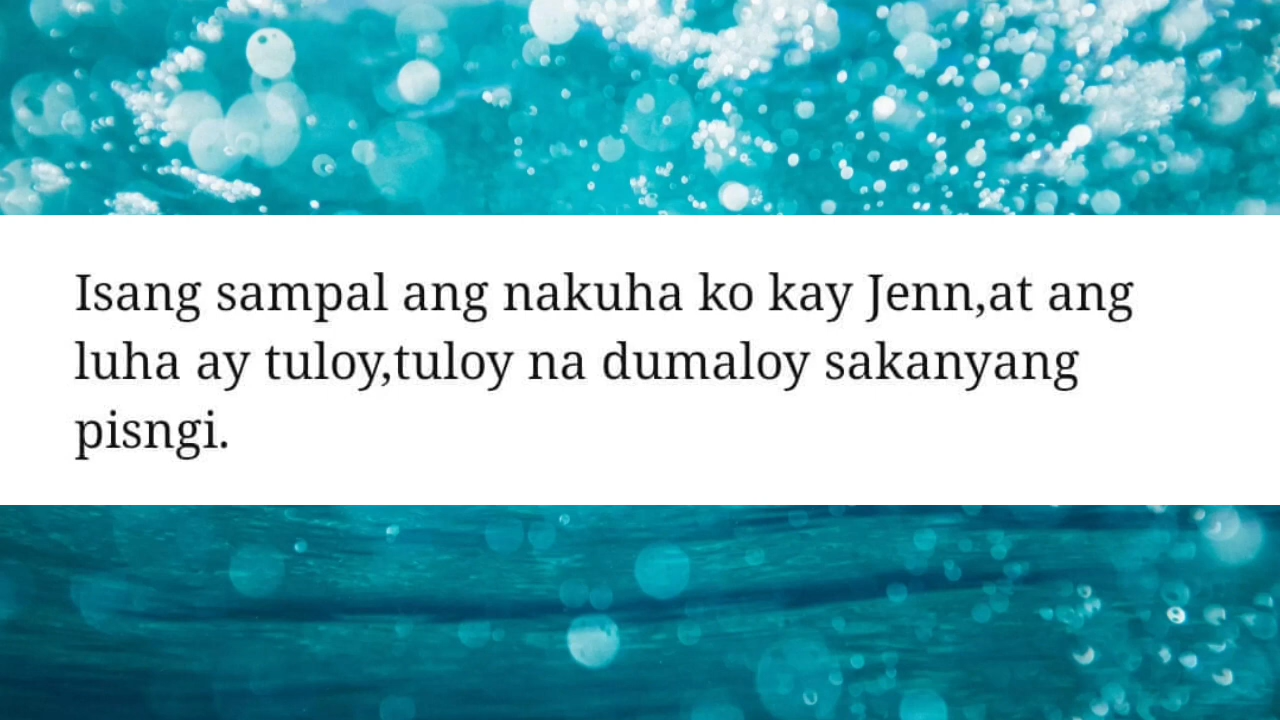 Isang sampal ang nakuha ko kay Jenn,at ang
luha ay tuloy,tuloy na dumaloy sakanyang
pisngi.